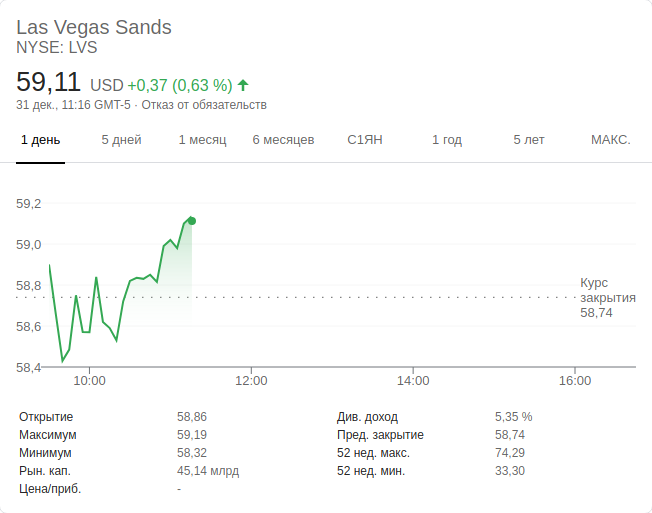 Las Vegas Sands
NYSE: LVS
59,11 USD +0,37 (0,63 %)
31 дек., 11:16 GMT-5 · Отказ от обязательств
1 день 5 дней 1 месяц 6 месяцев С1ЯН 1 год 5 лет МАКС.
59,2
59,0
58,8
58,6
58,4
Курс
закрытия
58,74
10:00 12:00 14:00 16:00
Открытие 58,86 Див. доход 5,35 %
Максимум 59,19 Пред. закрытие 58,74
Минимум 58,32 52 нед. макс. 74,29
Рын. кап. 45,14 млрд 52 нед. мин. 33,30
Цена/приб. -